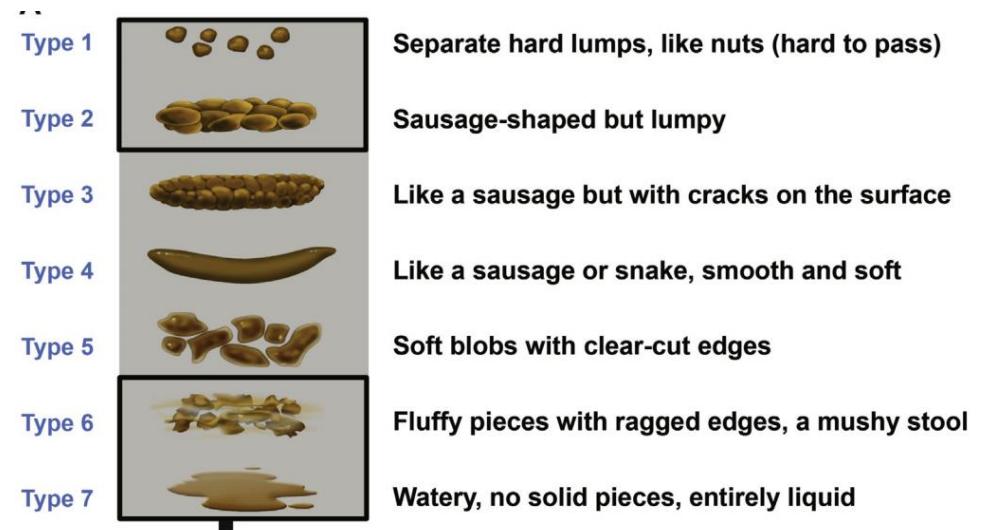 Type 1 Separate hard lumps, like nuts (hard to pass)
Type 2 Sausage-shaped but lumpy
Type 3 Like a sausage but with cracks on the surface
Type 4 Like a sausage or snake, smooth and soft
Type 5 Soft blobs with clear-cut edges
Type 6 Fluffy pieces with ragged edges, a mushy stool
Type 7 Watery, no solid pieces, entirely liquid